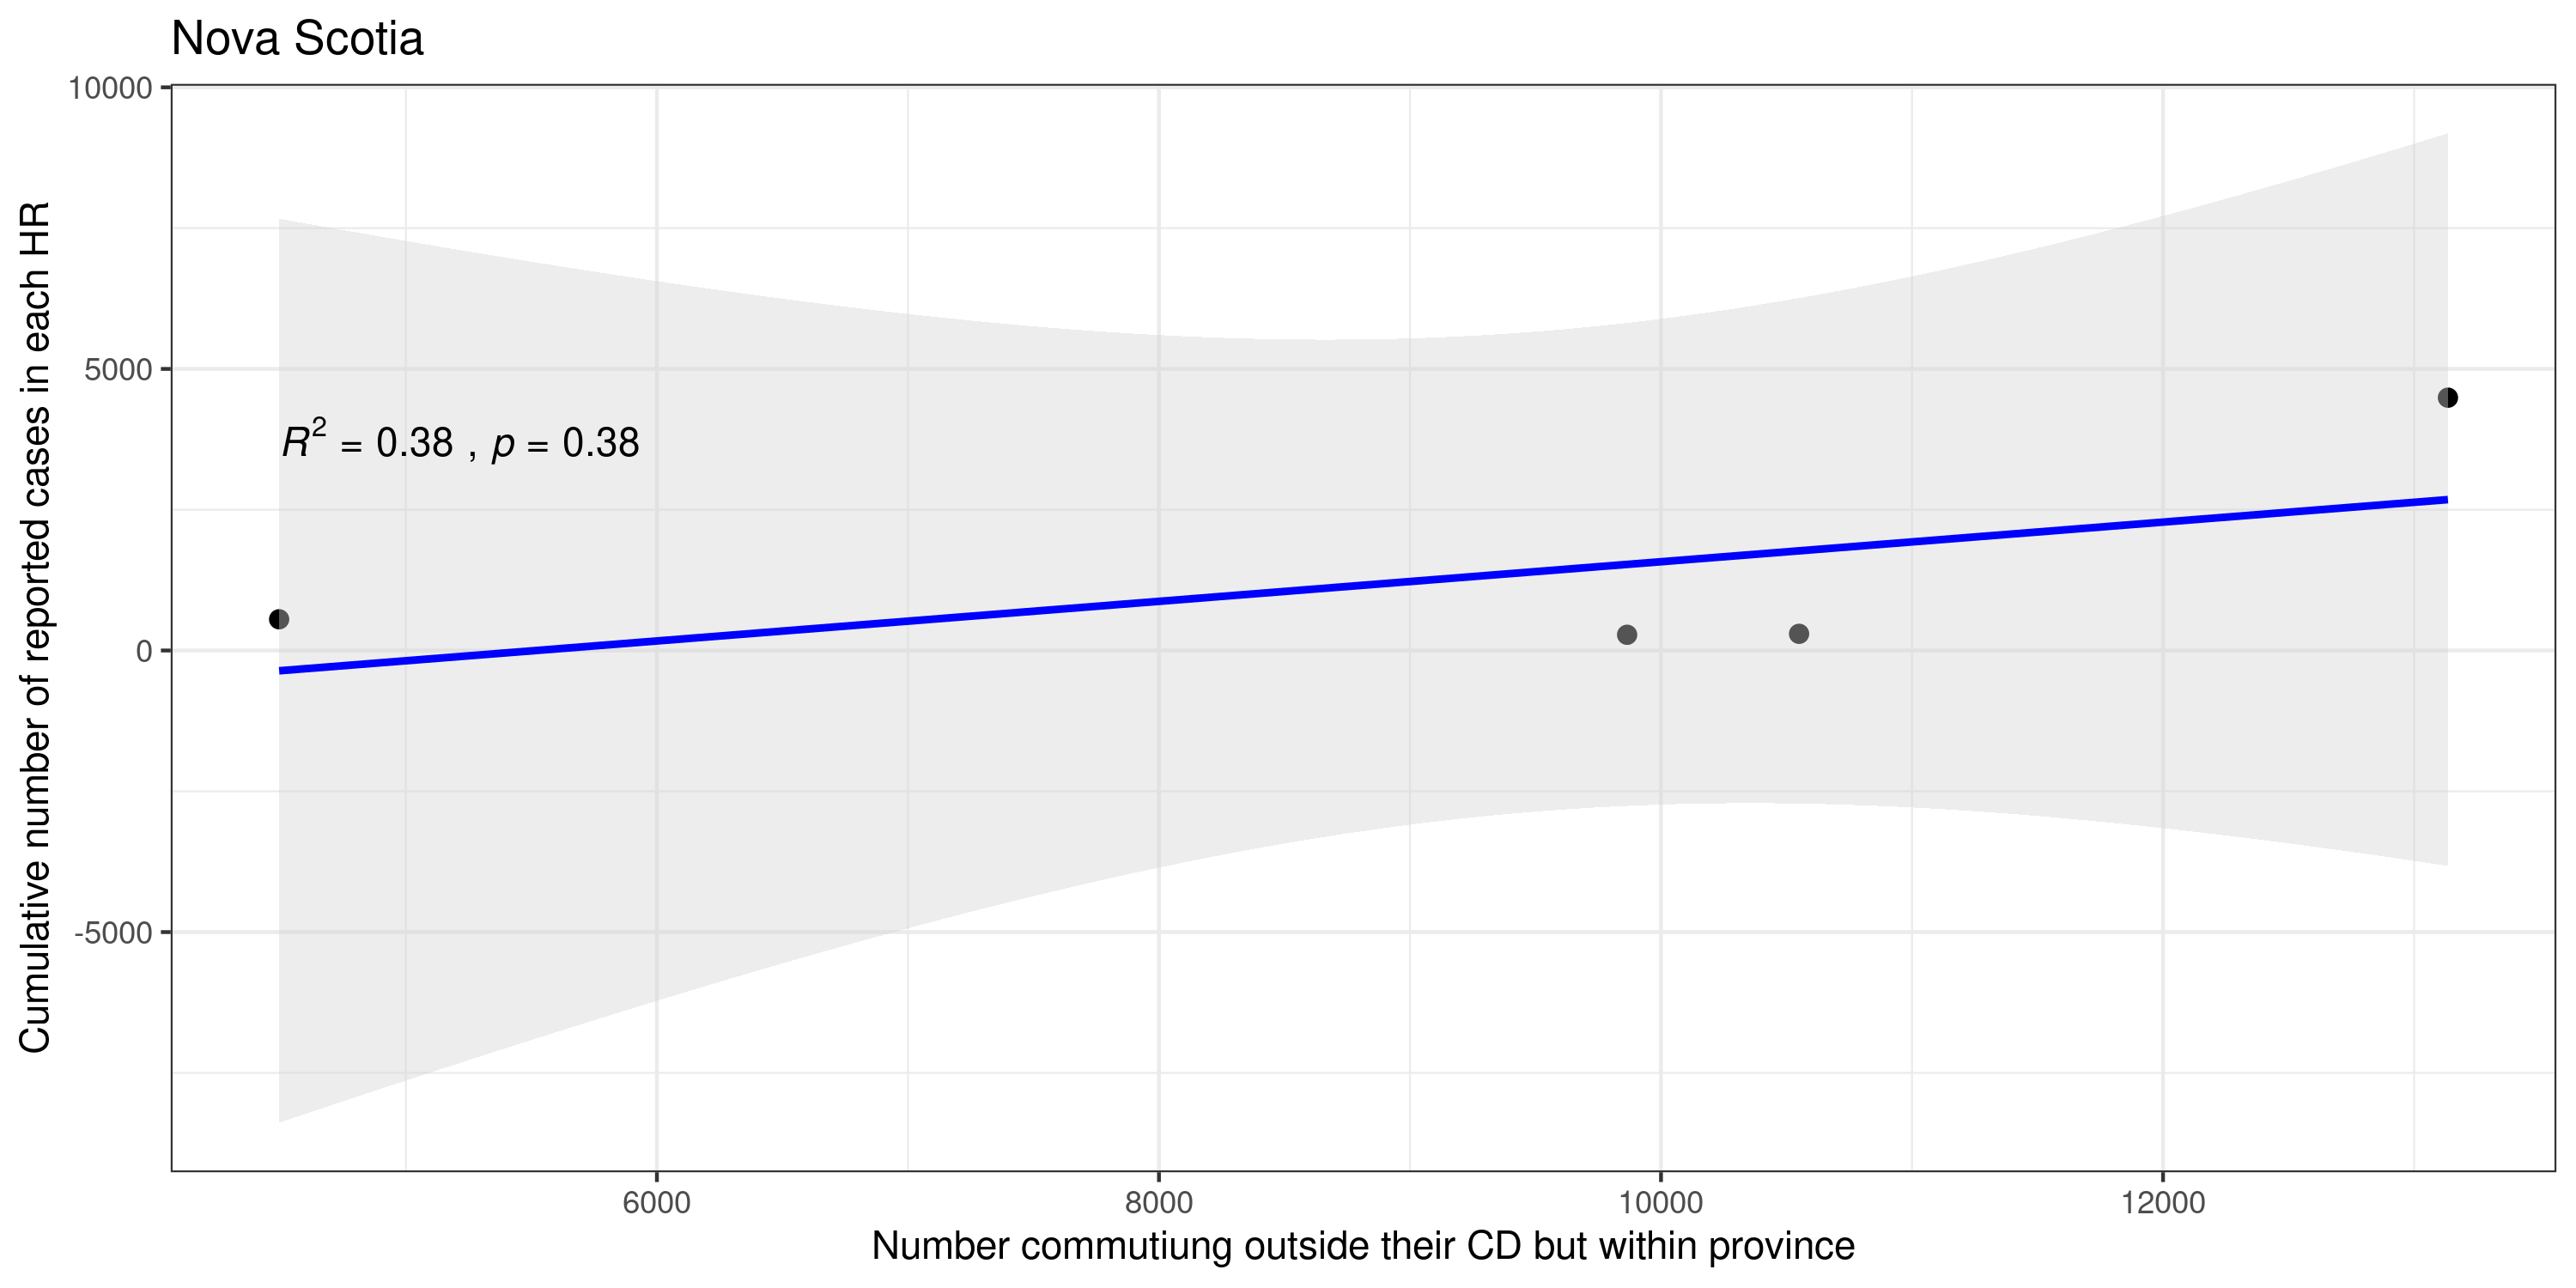 Nova Scotia
10000
5000
0
-5000
Cumulative number of reported cases in each HR
R² = 0.38 , p = 0.38
6000 8000 10000 12000
Number commutiung outside their CD but within province